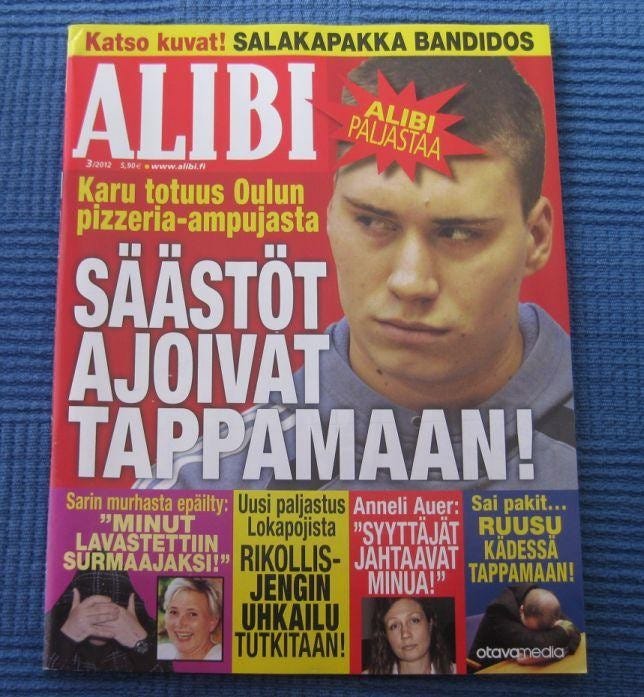 Katso kuvat! SALAKAPAKKA BANDIDOS
ALIBI
3/2012 5,90€ • www.alibi.fi
ALIBI
PALJASTAA
Karu totuus Oulun
pizzeria-ampujasta
SÄÄSTÖT
AJOIVAT
TAPPAMAAN!
Sarin murhasta epäilty:
"MINUT
LAVASTETTIIN
SURMAAJAKSI!"
Uusi paljastus
Lokapojista
RIKOLLIS-
JENGIN
UHKAILU
TUTKITAAN!
Anneli Auer:
"SYYTTÄJÄT
JAHTAAVAT
MINUA!"
Sai pakit...
RUUSU
KÄDESSÄ
TAPPAMAAN!
otavamedia